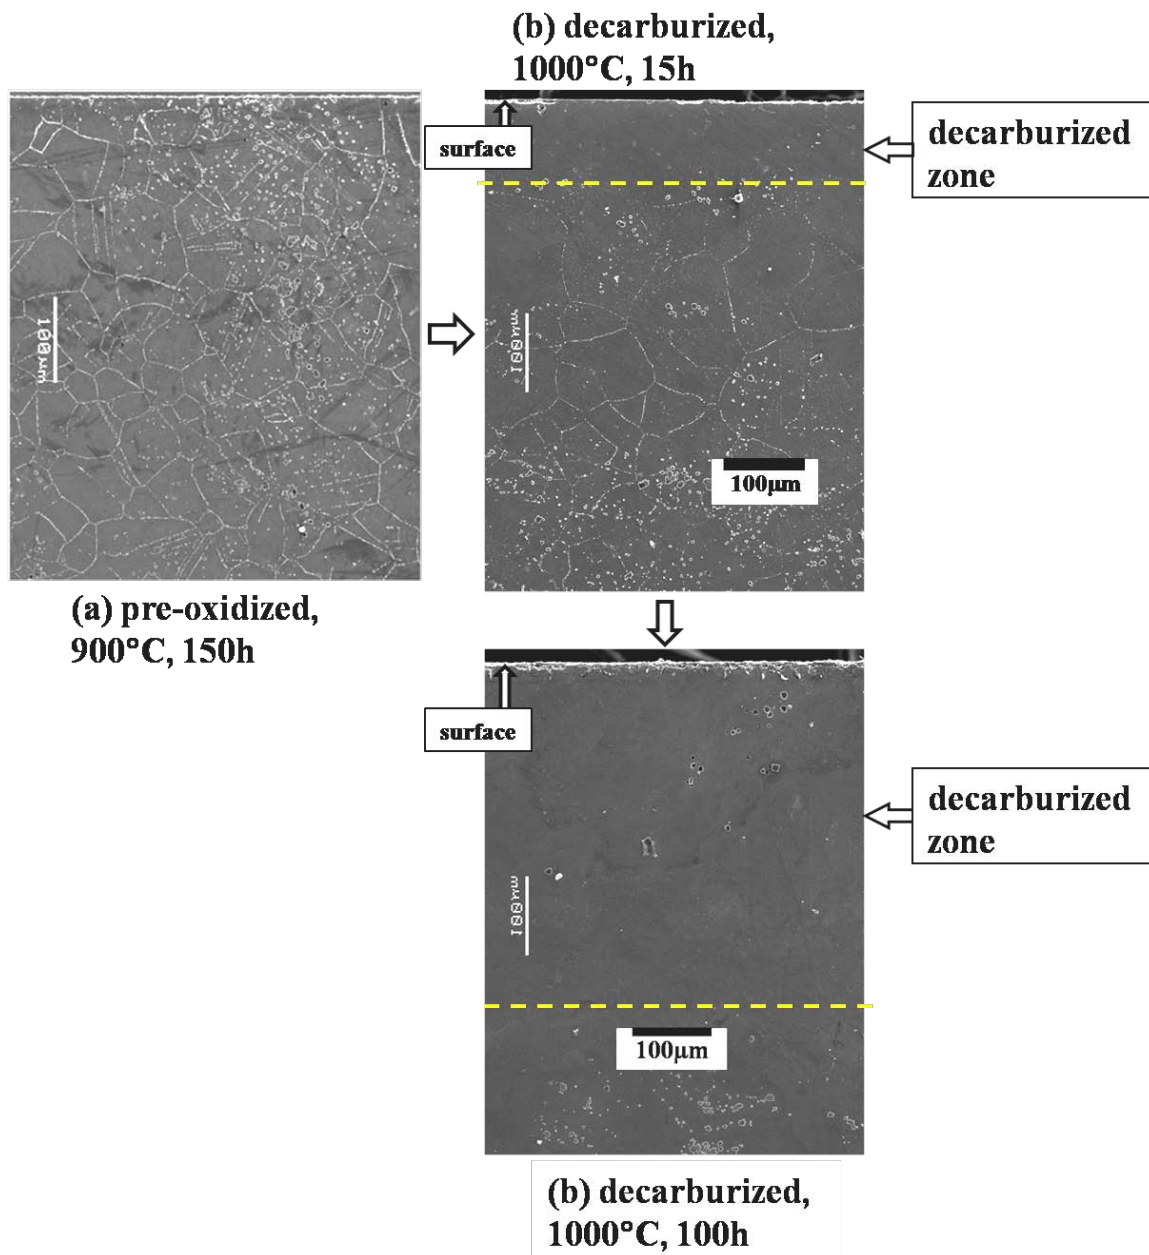 (b) decarburized,
1000°C, 15h
surface
decarburized
zone
100µm
100µm
100µm
(a) pre-oxidized,
900°C, 150h
surface
decarburized
zone
100µm
100µm
(b) decarburized,
1000°C, 100h